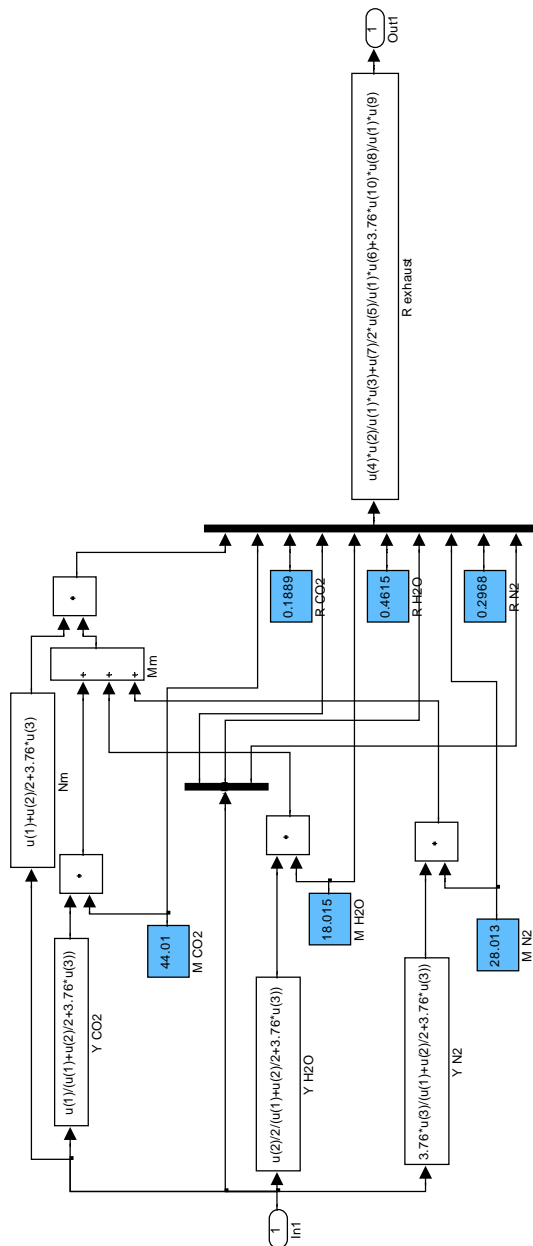 1
In1
u(1)/(u(1)+u(2)/2+3.76*u(3))
Y CO2
u(2)/2/(u(1)+u(2)/2+3.76*u(3))
Y H2O
3.76*u(3)/(u(1)+u(2)/2+3.76*u(3))
Y N2
44.01
M CO2
18.015
M H2O
28.013
M N2
u(1)+u(2)/2+3.76*u(3)
Nm
+
+
+
Mm
0.1889
R CO2
0.4615
R H2O
0.2968
R N2
u(4)*u(2)/u(1)*u(3)+u(7)/2*u(5)/u(1)*u(6)+3.76*u(10)*u(8)/u(1)*u(9)
R exhaust
1
Out1